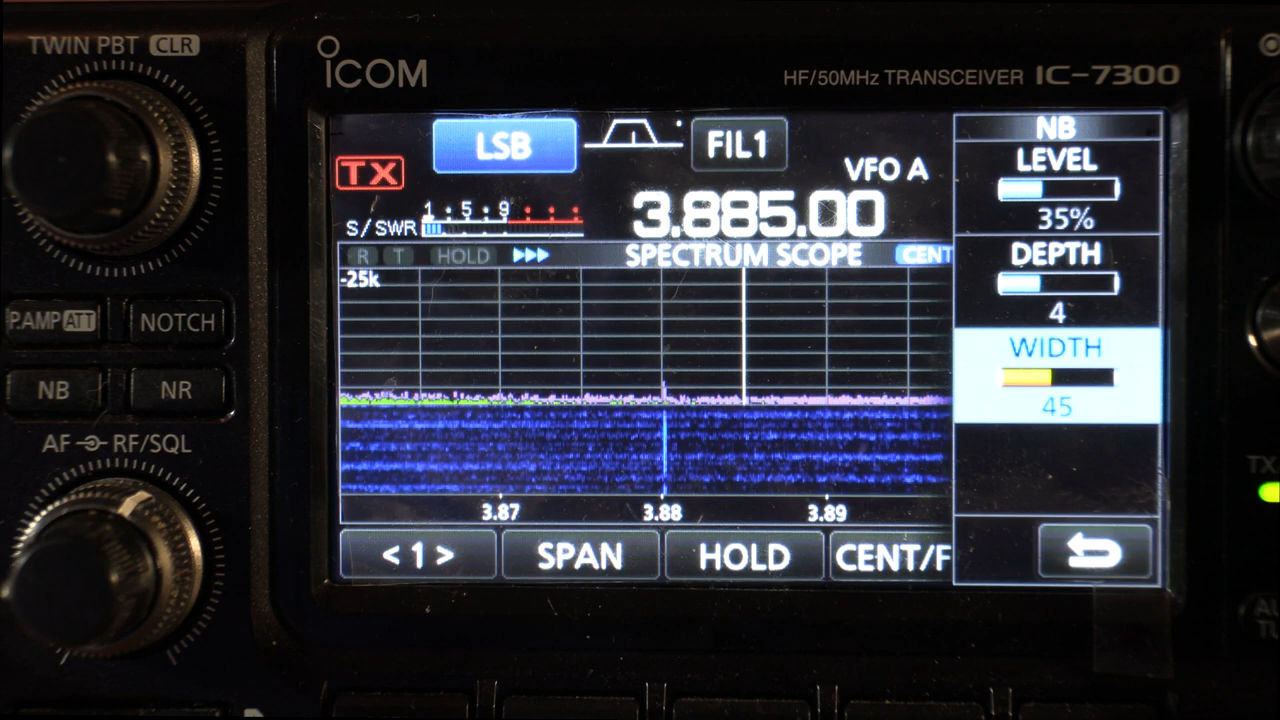 TWIN PBT CLR
ICOM
HF/50MHz TRANSCEIVER IC-7300
LSB
FIL1
VFO A
TX
3.885.00
1 5 9
S/SWR
R T HOLD
SPECTRUM SCOPE
CENT
-25k
3.87 3.88 3.89
<1> SPAN HOLD CENT/F
NB
LEVEL
35%
DEPTH
4
WIDTH
45
P.AMP ATT
NOTCH
NB
NR
AF RF/SQL
TX